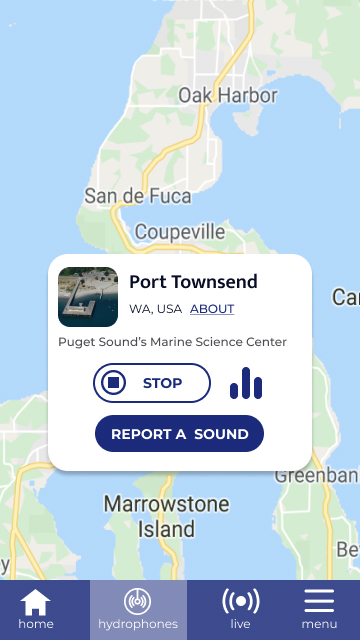 Oak Harbor
San de Fuca
Coupeville
Port Townsend
WA, USA ABOUT
Ca
Puget Sound's Marine Science Center
STOP
REPORT A SOUND
Greenban
Marrowstone
Island
Be
y
home
hydrophones
live
menu